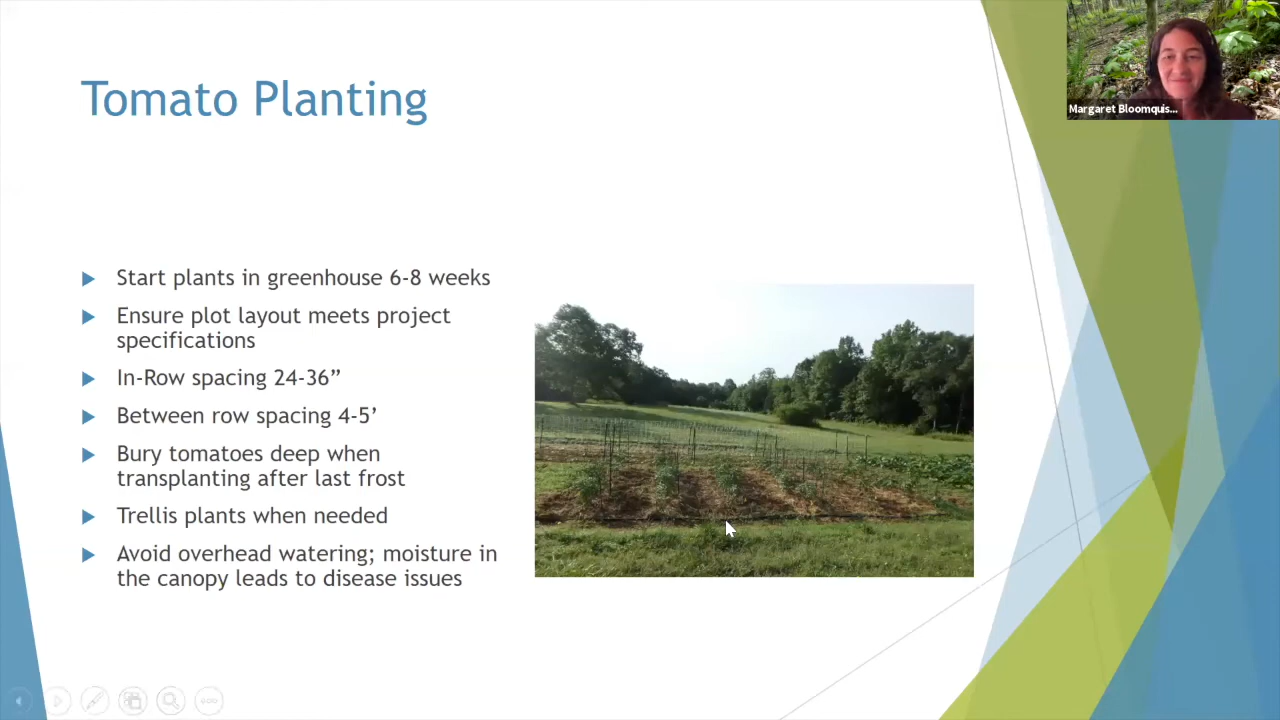 Tomato Planting
Start plants in greenhouse 6-8 weeks
Ensure plot layout meets project
specifications
In-Row spacing 24-36”
Between row spacing 4-5’
Bury tomatoes deep when
transplanting after last frost
Trellis plants when needed
Avoid overhead watering; moisture in
the canopy leads to disease issues
Margaret Bloomquis...